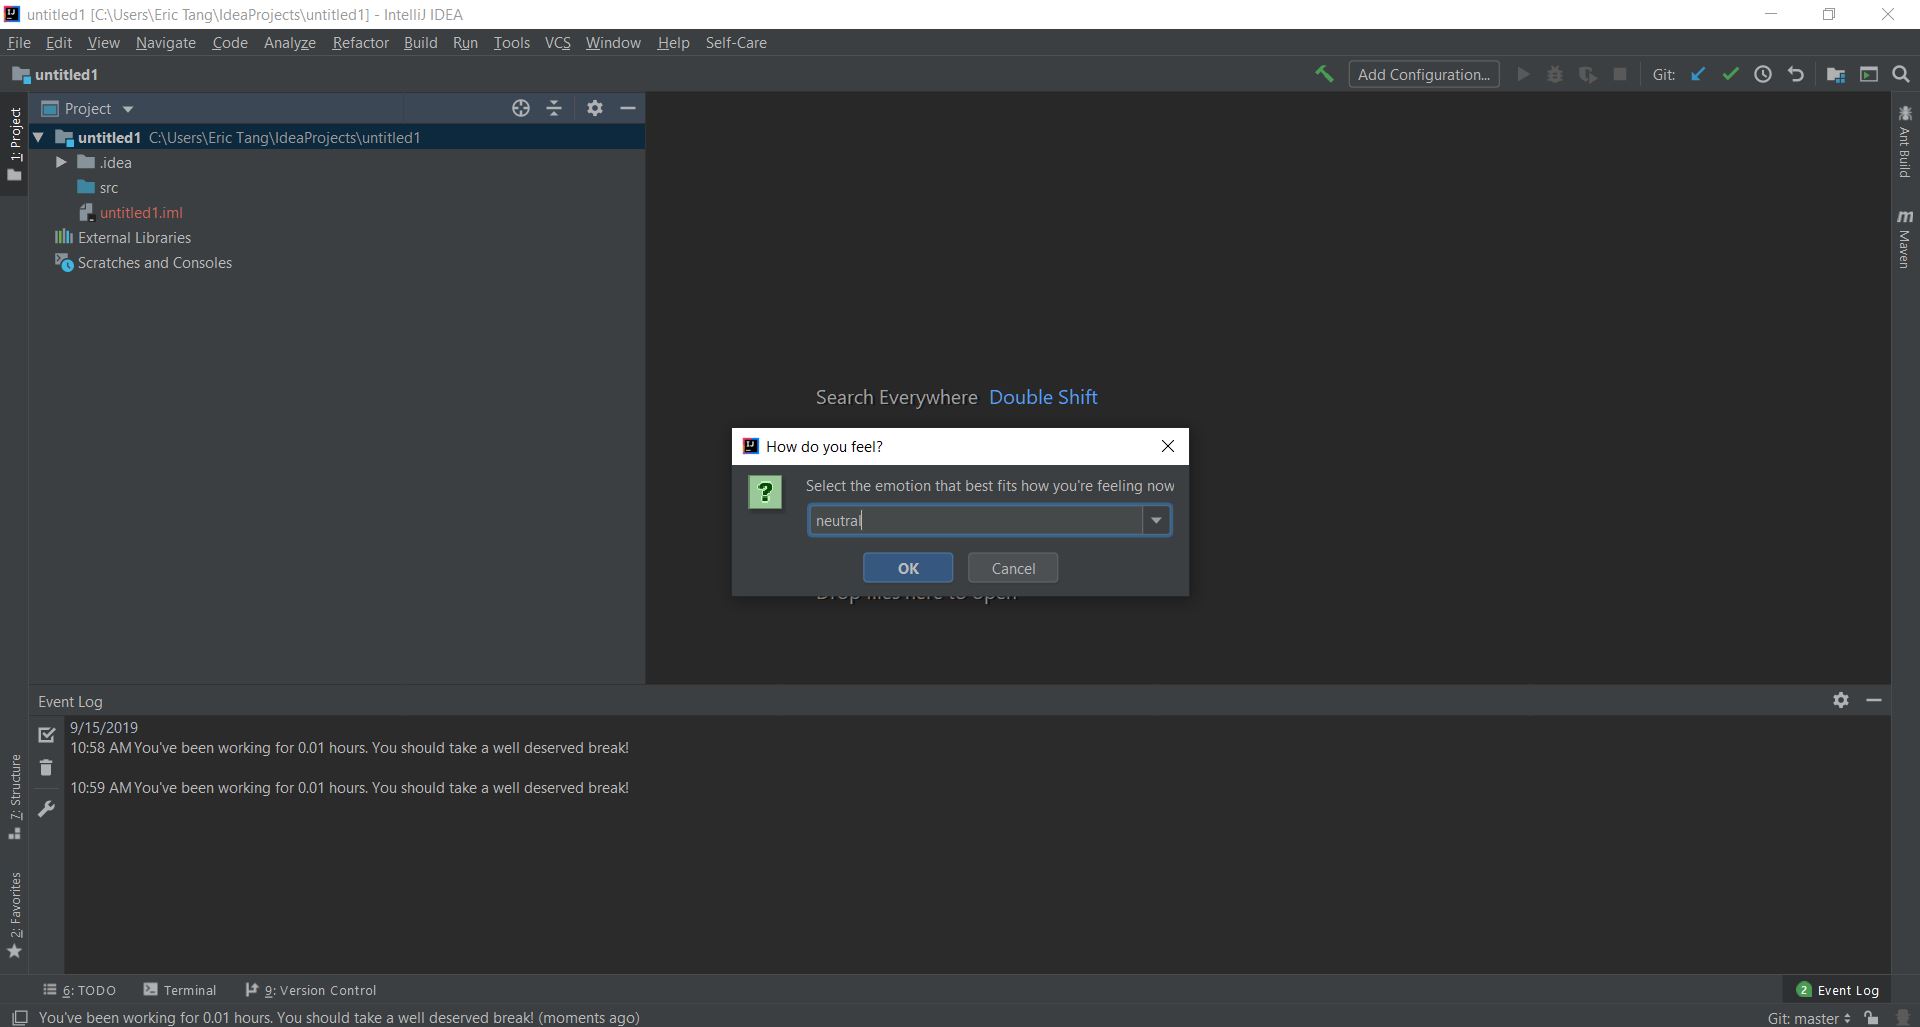 untitled1 [C:\Users\Eric Tang\IdeaProjects\untitled1] - IntelliJ IDEA
File Edit View Navigate Code Analyze Refactor Build Run Tools VCS Window Help Self-Care
untitled1
Add Configuration...
Git:
1: Project
Project
untitled1 C:\Users\Eric Tang\IdeaProjects\untitled1
.idea
src
untitled1.iml
External Libraries
Scratches and Consoles
Ant Build
m Maven
Search Everywhere Double Shift
How do you feel?
Select the emotion that best fits how you're feeling now
neutral
OK Cancel
Drop files here to open
Event Log
9/15/2019
10:58 AM You've been working for 0.01 hours. You should take a well deserved break!
10:59 AM You've been working for 0.01 hours. You should take a well deserved break!
7: Structure
2: Favorites
6: TODO Terminal 9: Version Control
2 Event Log
You've been working for 0.01 hours. You should take a well deserved break! (moments ago)
Git: master